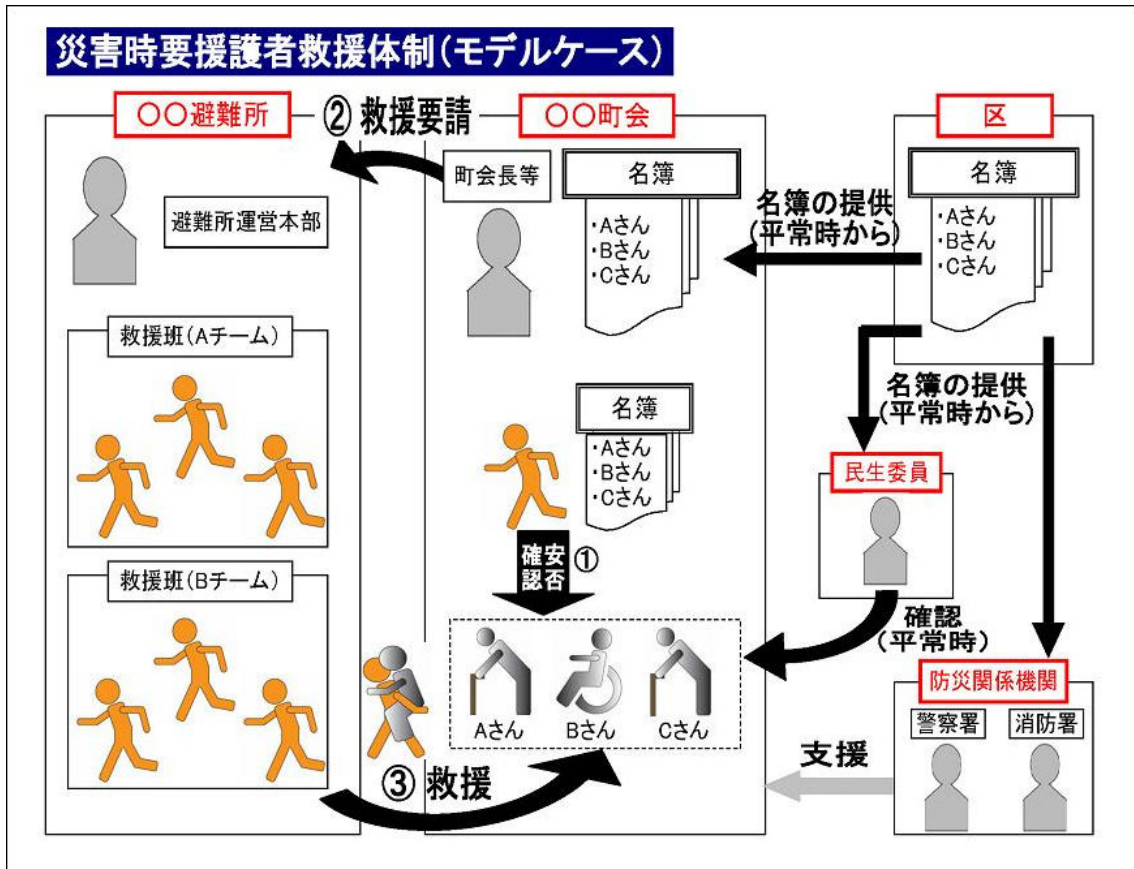 災害時要援護者救援体制(モデルケース)
〇〇避難所
②救援要請
〇〇町会
区
避難所運営本部
町会長等
名簿
・Aさん
・Bさん
・Cさん
名簿の提供
(平常時から)
名簿
・Aさん
・Bさん
・Cさん
救援班(Aチーム)
名簿
・Aさん
・Bさん
・Cさん
名簿の提供
(平常時から)
民生委員
安否
確認
①
救援班(Bチーム)
確認
(平常時)
Aさん
Bさん
Cさん
③救援
防災関係機関
警察署
消防署
支援